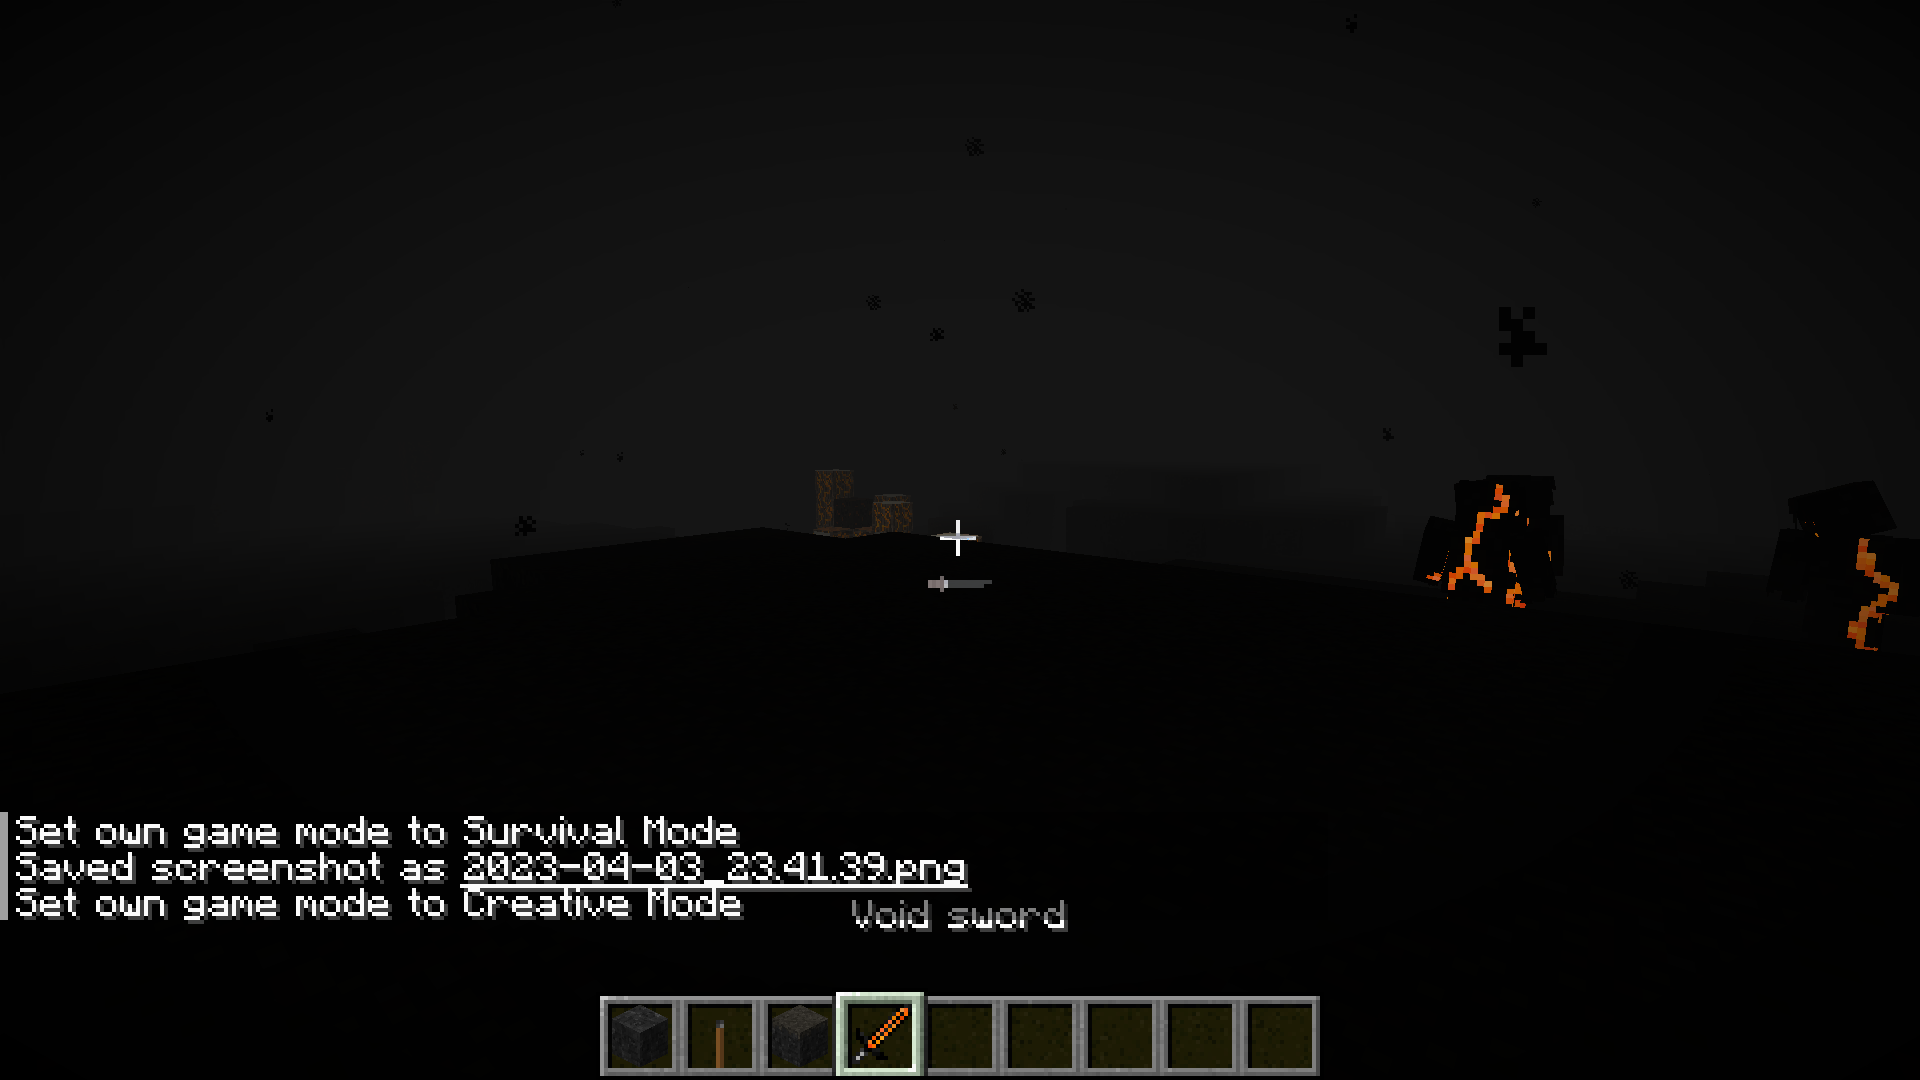 Set own game mode to Survival Mode
Saved screenshot as 2023-04-03_23.41.39.png
Set own game mode to Creative Mode
Void sword